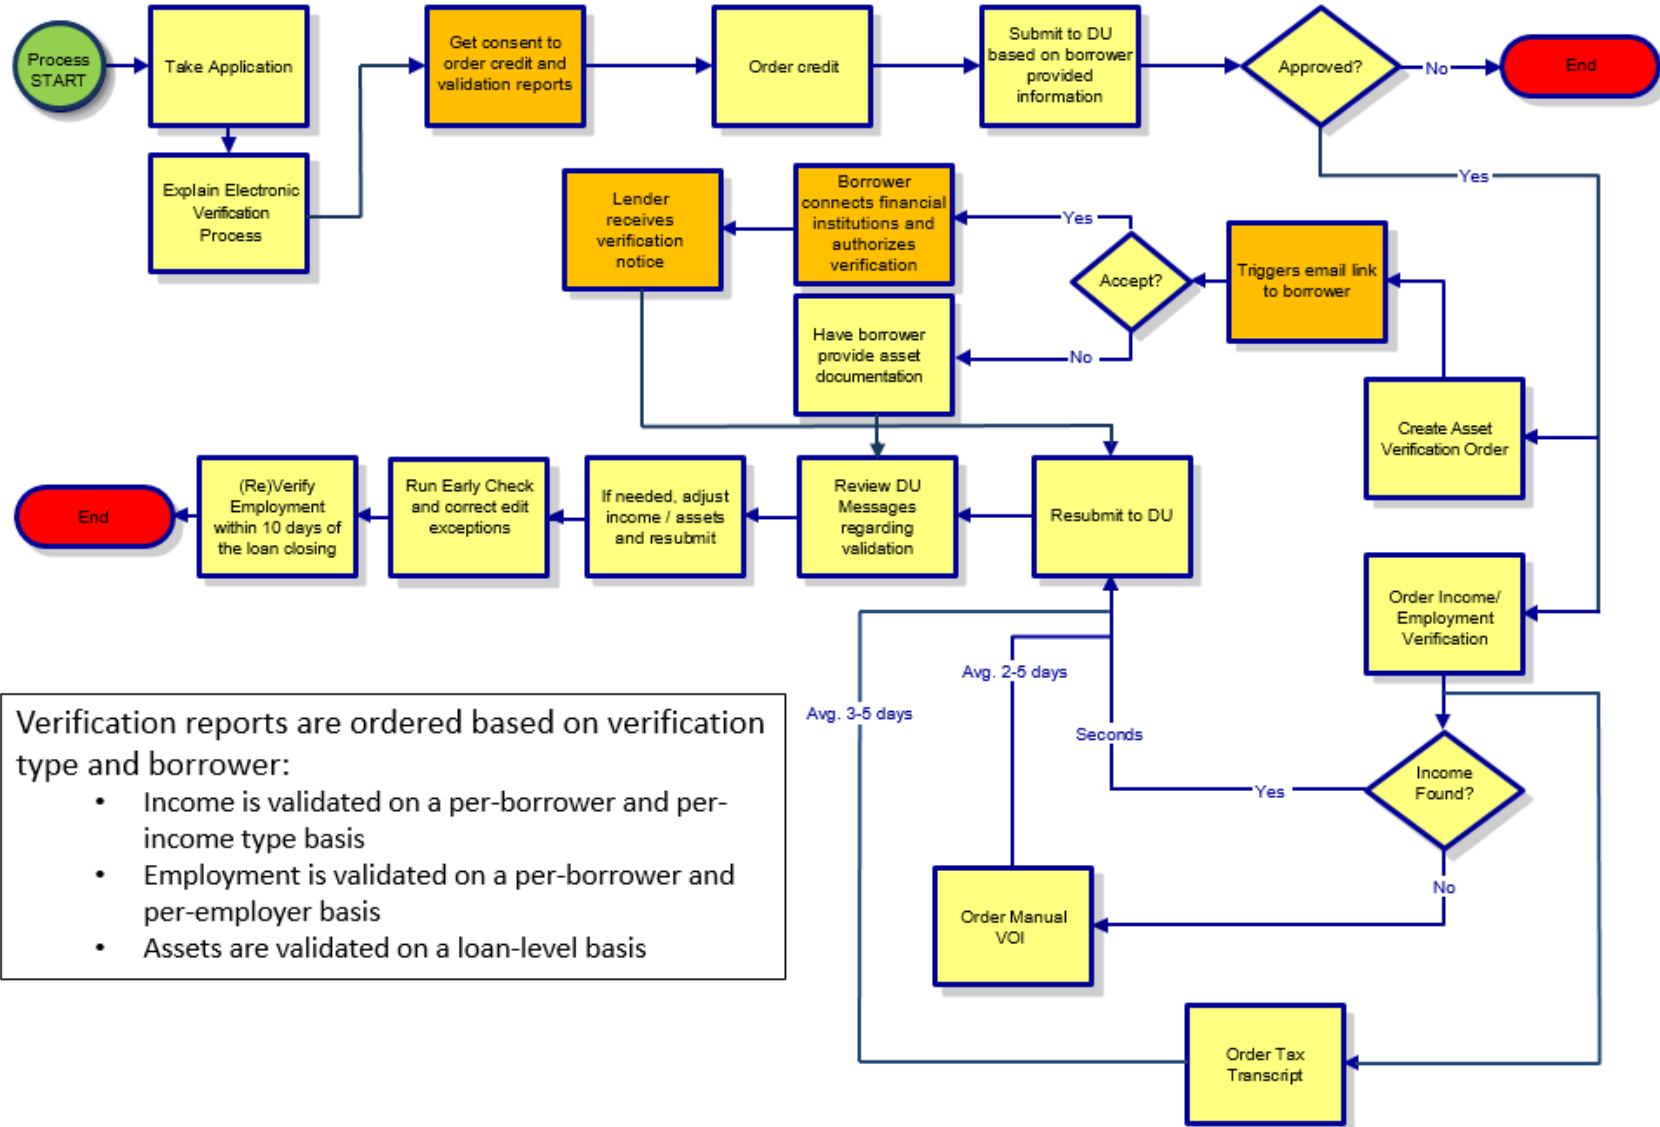 Process
START
Take Application
Get consent to
order credit and
validation reports
Order credit
Submit to DU
based on borrower
provided
information
Approved?
No
End
Explain Electronic
Verification
Process
Yes
Lender
receives
verification
notice
Borrower
connects financial
institutions and
authorizes
verification
Yes
Accept?
Triggers email link
to borrower
Have borrower
provide asset
documentation
No
Create Asset
Verification Order
End
(Re)Verify
Employment
within 10 days of
the loan closing
Run Early Check
and correct edit
exceptions
If needed, adjust
income / assets
and resubmit
Review DU
Messages
regarding
validation
Resubmit to DU
Order Income/
Employment
Verification
Avg. 2-5 days
Avg. 3-5 days
Seconds
Yes
Income
Found?
No
Order Manual
VOI
Order Tax
Transcript
Verification reports are ordered based on verification
type and borrower:
• Income is validated on a per-borrower and per-
income type basis
• Employment is validated on a per-borrower and
per-employer basis
• Assets are validated on a loan-level basis